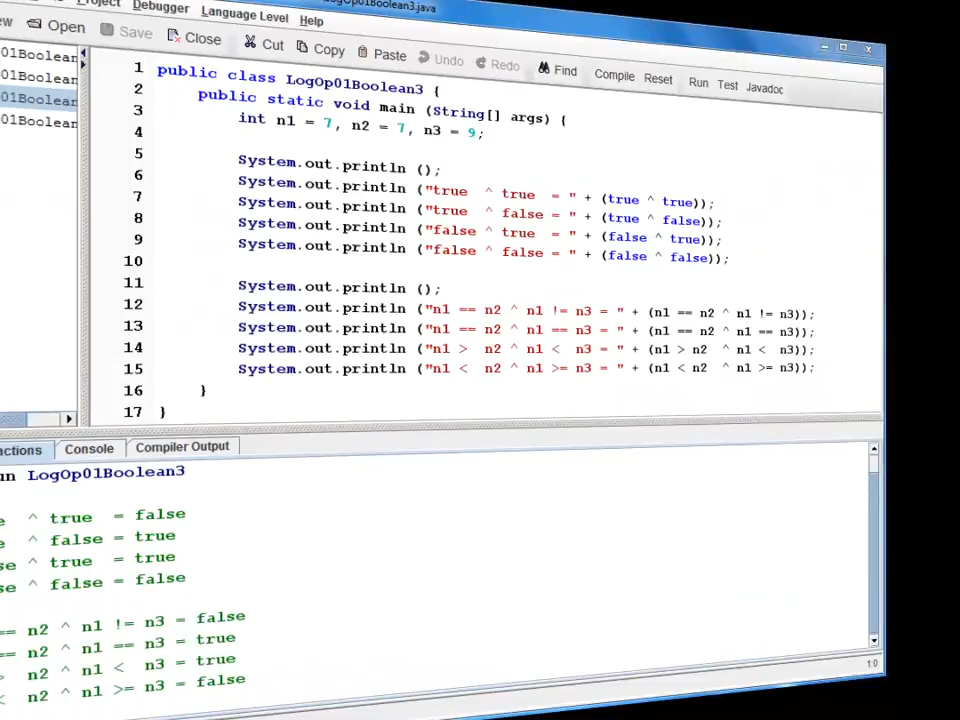 LogOp01Boolean3.java
Project Debugger Language Level Help
Open Save Close Cut Copy Paste Undo Redo Find Compile Reset Run Test Javadoc
01Boolean
01Boolean
01Boolean
01Boolean
1 public class LogOp01Boolean3 {
2 public static void main (String[] args) {
3 int n1 = 7, n2 = 7, n3 = 9;
4
5 System.out.println ();
6 System.out.println ("true ^ true = " + (true ^ true));
7 System.out.println ("true ^ false = " + (true ^ false));
8 System.out.println ("false ^ true = " + (false ^ true));
9 System.out.println ("false ^ false = " + (false ^ false));
10
11 System.out.println ();
12 System.out.println ("n1 == n2 ^ n1 != n3 = " + (n1 == n2 ^ n1 != n3));
13 System.out.println ("n1 == n2 ^ n1 == n3 = " + (n1 == n2 ^ n1 == n3));
14 System.out.println ("n1 > n2 ^ n1 < n3 = " + (n1 > n2 ^ n1 < n3));
15 System.out.println ("n1 < n2 ^ n1 >= n3 = " + (n1 < n2 ^ n1 >= n3));
16 }
17 }
actions Console Compiler Output
un LogOp01Boolean3
e ^ true = false
e ^ false = true
se ^ true = true
se ^ false = false
== n2 ^ n1 != n3 = false
== n2 ^ n1 == n3 = true
> n2 ^ n1 < n3 = true
< n2 ^ n1 >= n3 = false
1:0